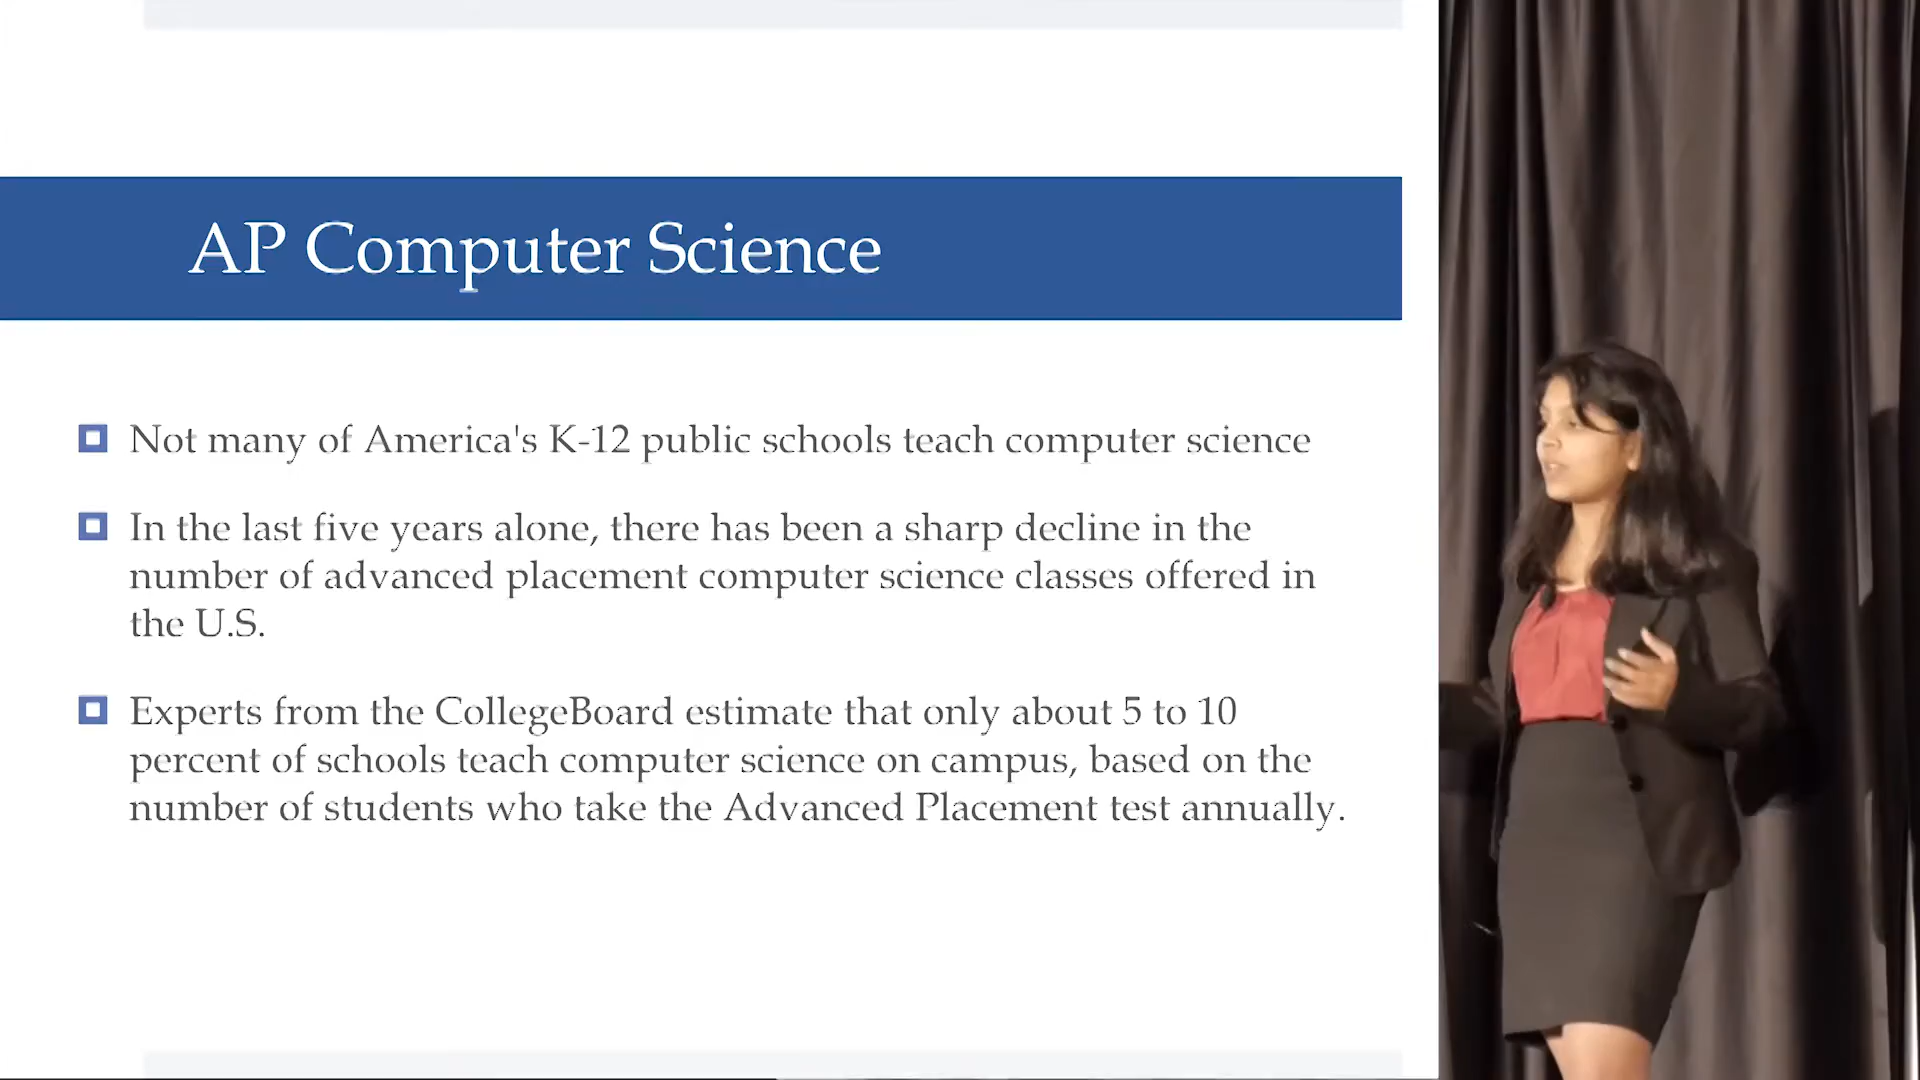 AP Computer Science
Not many of America's K-12 public schools teach computer science
In the last five years alone, there has been a sharp decline in the
number of advanced placement computer science classes offered in
the U.S.
Experts from the CollegeBoard estimate that only about 5 to 10
percent of schools teach computer science on campus, based on the
number of students who take the Advanced Placement test annually.